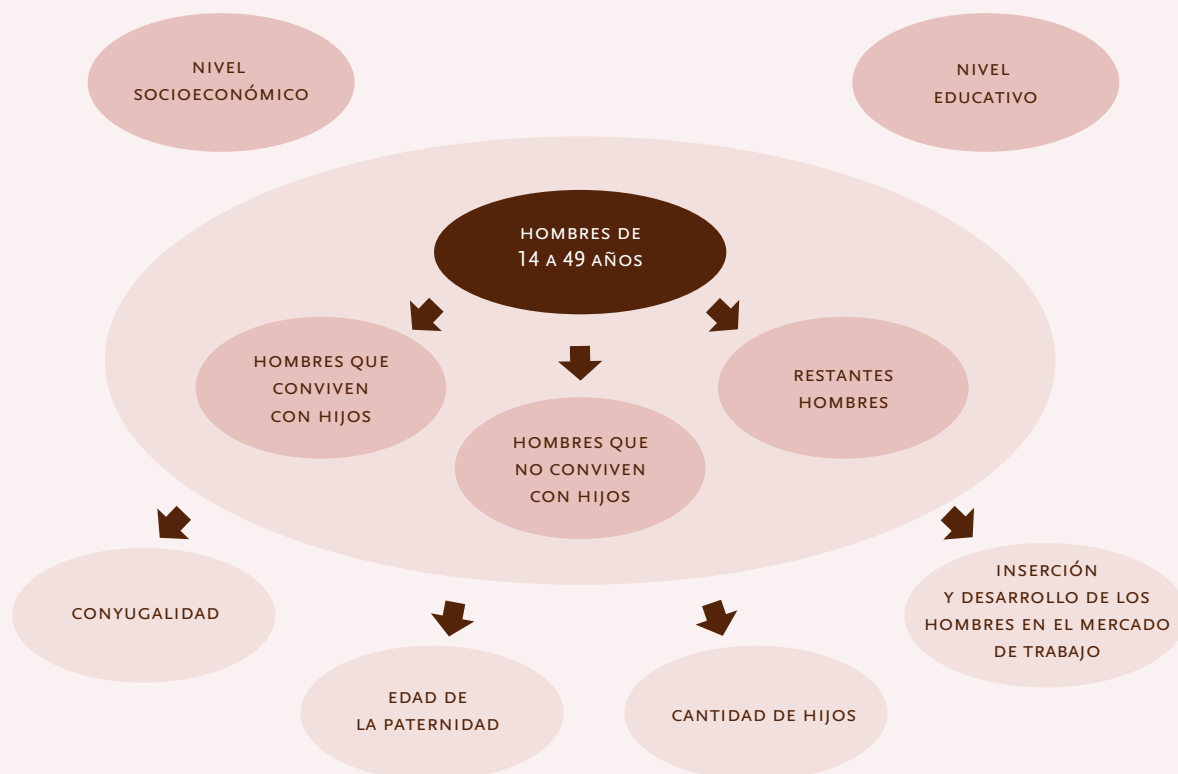 NIVEL
SOCIOECONÓMICO
NIVEL
EDUCATIVO
HOMBRES DE
14 A 49 AÑOS
HOMBRES QUE
CONVIVEN
CON HIJOS
HOMBRES QUE
NO CONVIVEN
CON HIJOS
RESTANTES
HOMBRES
CONYUGALIDAD
EDAD DE
LA PATERNIDAD
CANTIDAD DE HIJOS
INSERCIÓN
Y DESARROLLO DE LOS
HOMBRES EN EL MERCADO
DE TRABAJO